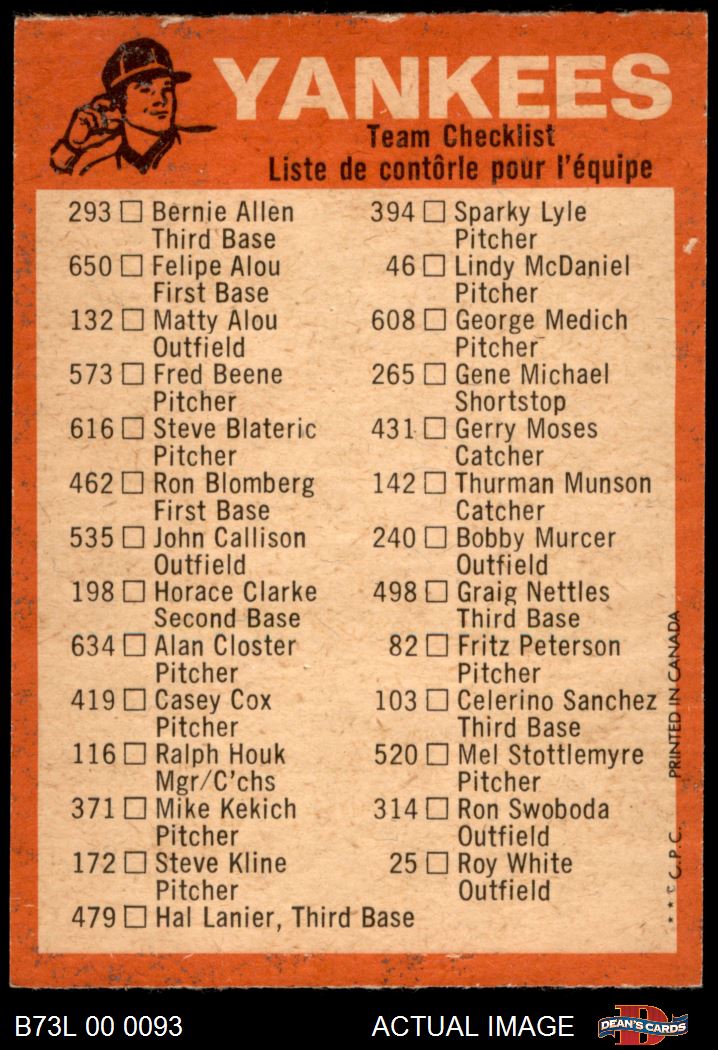 YANKEES
Team Checklist
Liste de contôrle pour l'équipe
293 □ Bernie Allen
Third Base
650 □ Felipe Alou
First Base
132 □ Matty Alou
Outfield
573 □ Fred Beene
Pitcher
616 □ Steve Blateric
Pitcher
462 □ Ron Blomberg
First Base
535 □ John Callison
Outfield
198 □ Horace Clarke
Second Base
634 □ Alan Closter
Pitcher
419 □ Casey Cox
Pitcher
116 □ Ralph Houk
Mgr/C'chs
371 □ Mike Kekich
Pitcher
172 □ Steve Kline
Pitcher
479 □ Hal Lanier, Third Base
394 □ Sparky Lyle
Pitcher
46 □ Lindy McDaniel
Pitcher
608 □ George Medich
Pitcher
265 □ Gene Michael
Shortstop
431 □ Gerry Moses
Catcher
142 □ Thurman Munson
Catcher
240 □ Bobby Murcer
Outfield
498 □ Graig Nettles
Third Base
82 □ Fritz Peterson
Pitcher
103 □ Celerino Sanchez
Third Base
520 □ Mel Stottlemyre
Pitcher
314 □ Ron Swoboda
Outfield
25 □ Roy White
Outfield
* * © C.P.C. PRINTED IN CANADA
B73L 00 0093
ACTUAL IMAGE
D
DEAN'S CARDS